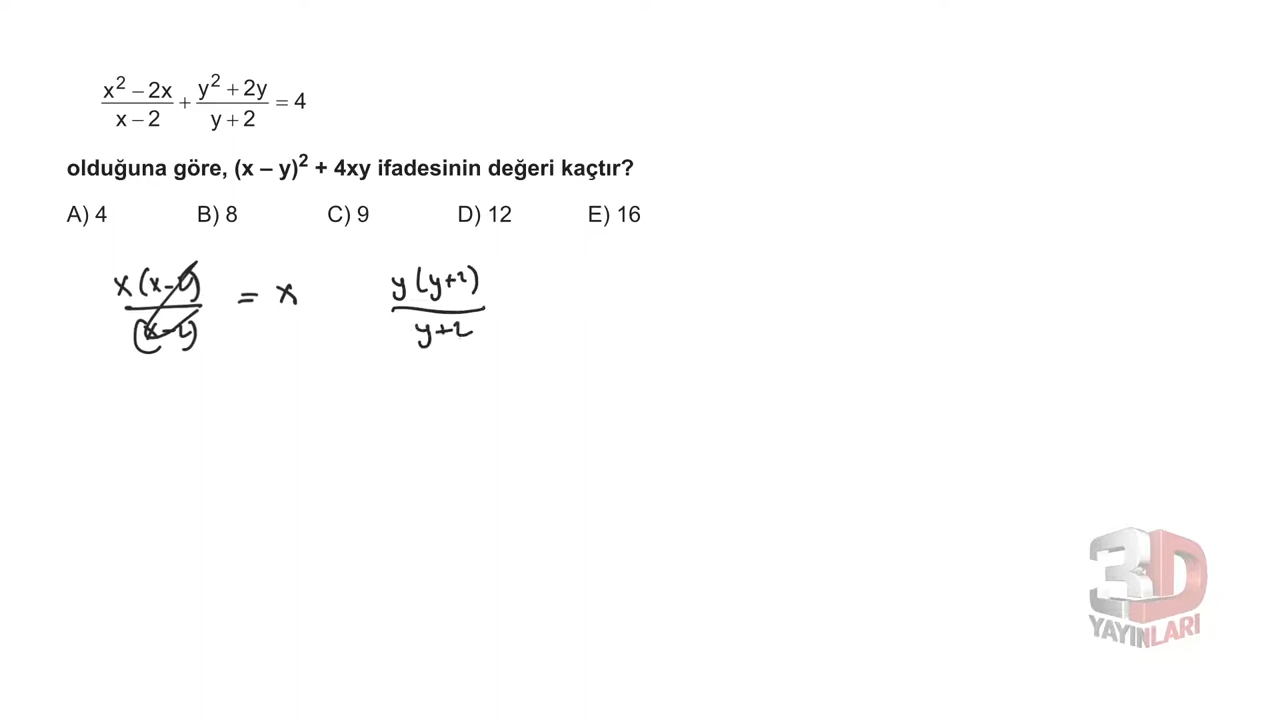 x² – 2x / x – 2 + y² + 2y / y + 2 = 4
olduğuna göre, (x – y)² + 4xy ifadesinin değeri kaçtır?
A) 4 B) 8 C) 9 D) 12 E) 16
x(x-2) / (x-2) = x y(y+2) / y+2
3D
YAYINLARI